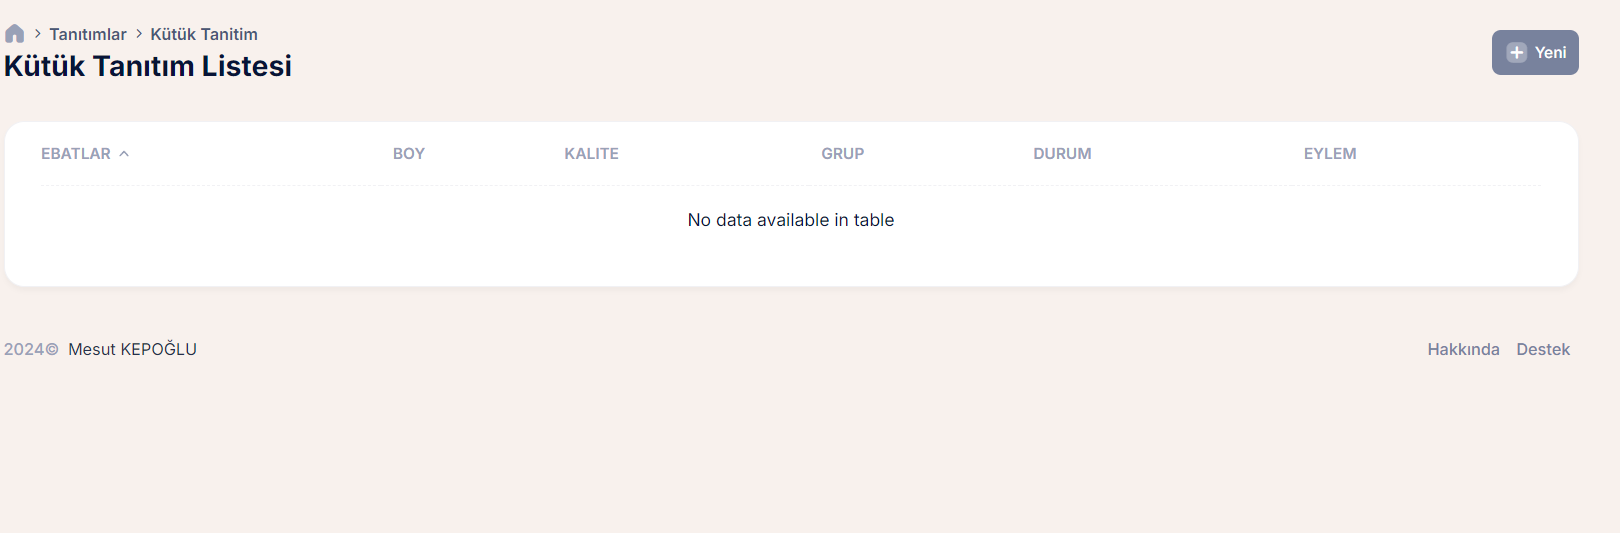 Tanıtımlar Kütük Tanitim
Kütük Tanıtım Listesi
Yeni
EBATLAR BOY KALITE GRUP DURUM EYLEM
No data available in table
2024© Mesut KEPOĞLU Hakkında Destek